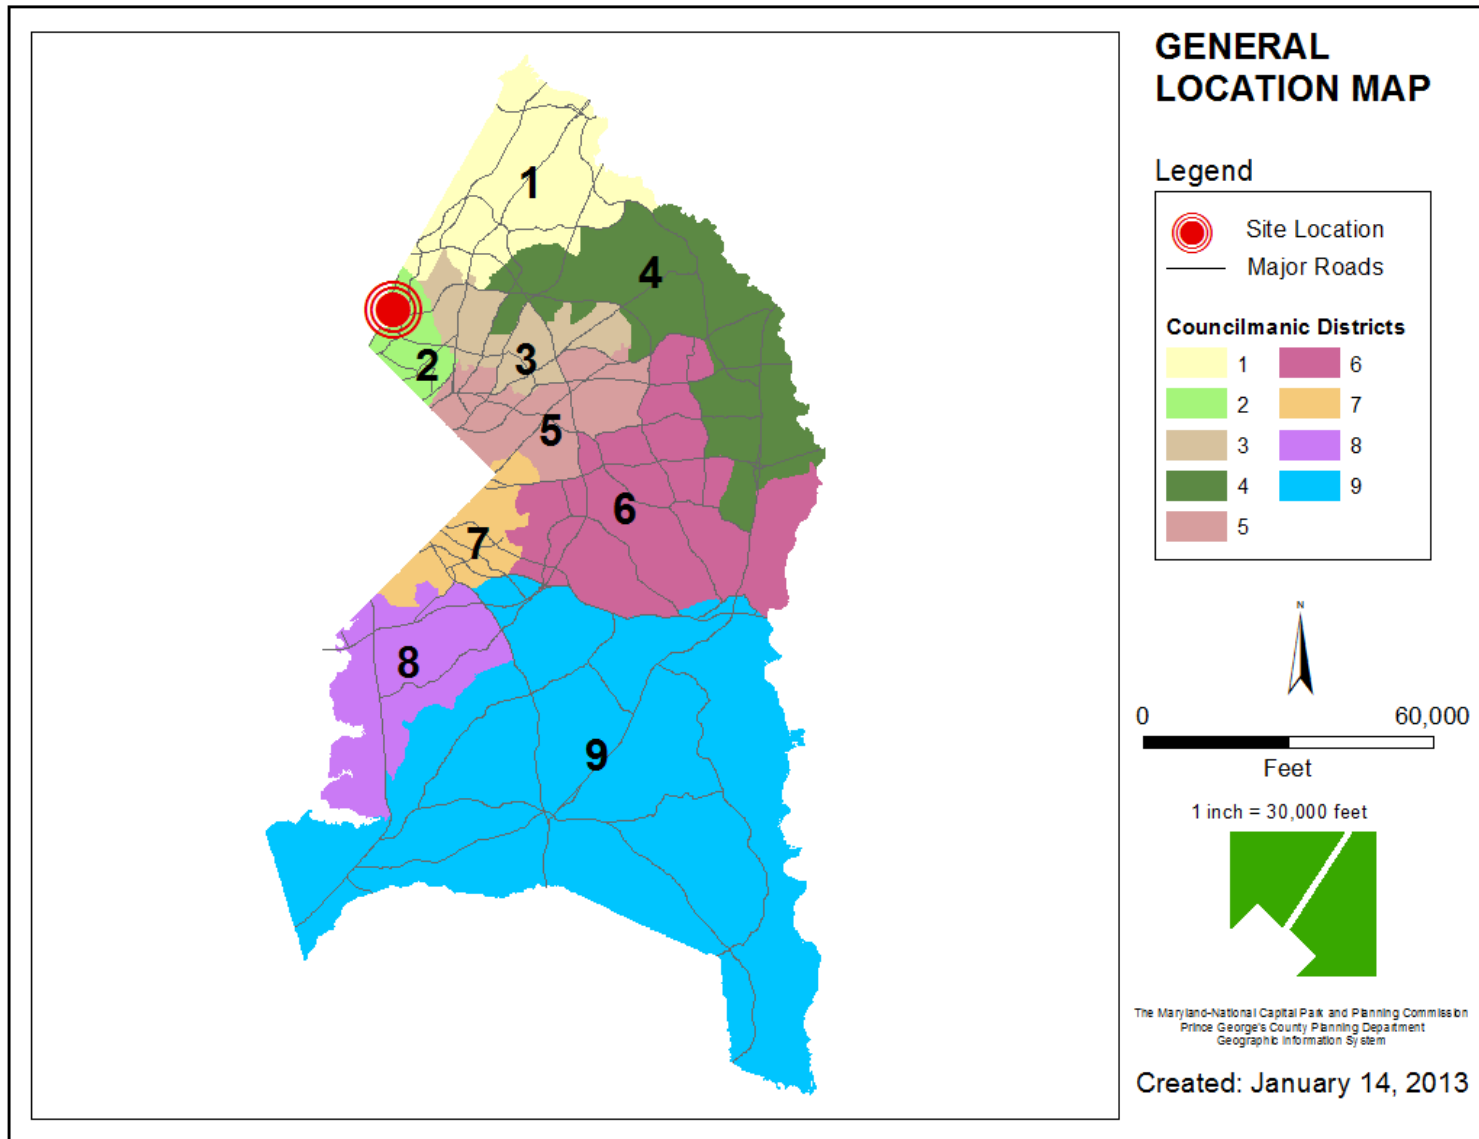 GENERAL
LOCATION MAP
Legend
Site Location
Major Roads
Councilmanic Districts
1 6
2 7
3 8
4 9
5
N
0 60,000
Feet
1 inch = 30,000 feet
The Maryland-National Capital Park and Planning Commission
Prince George's County Planning Department
Geographic Information System
Created: January 14, 2013
1
4
3
2
5
6
7
8
9